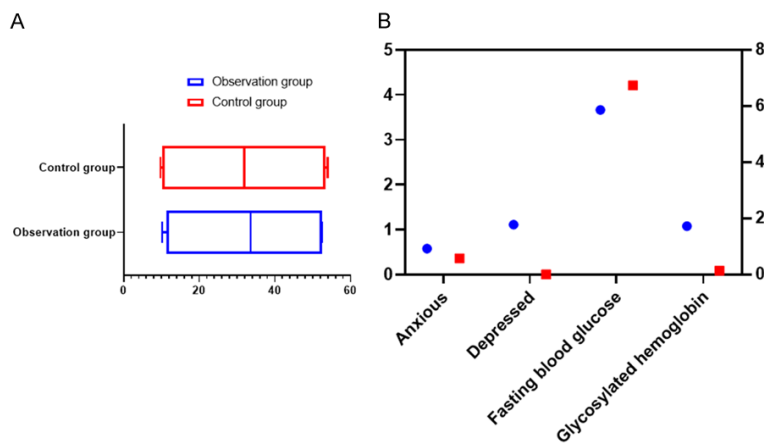 A
Observation group
Control group
Control group
Observation group
0 20 40 60
B
5 8
4 6
3 4
2 2
1 0
0
Anxious
Depressed
Fasting blood glucose
Glycosylated hemoglobin